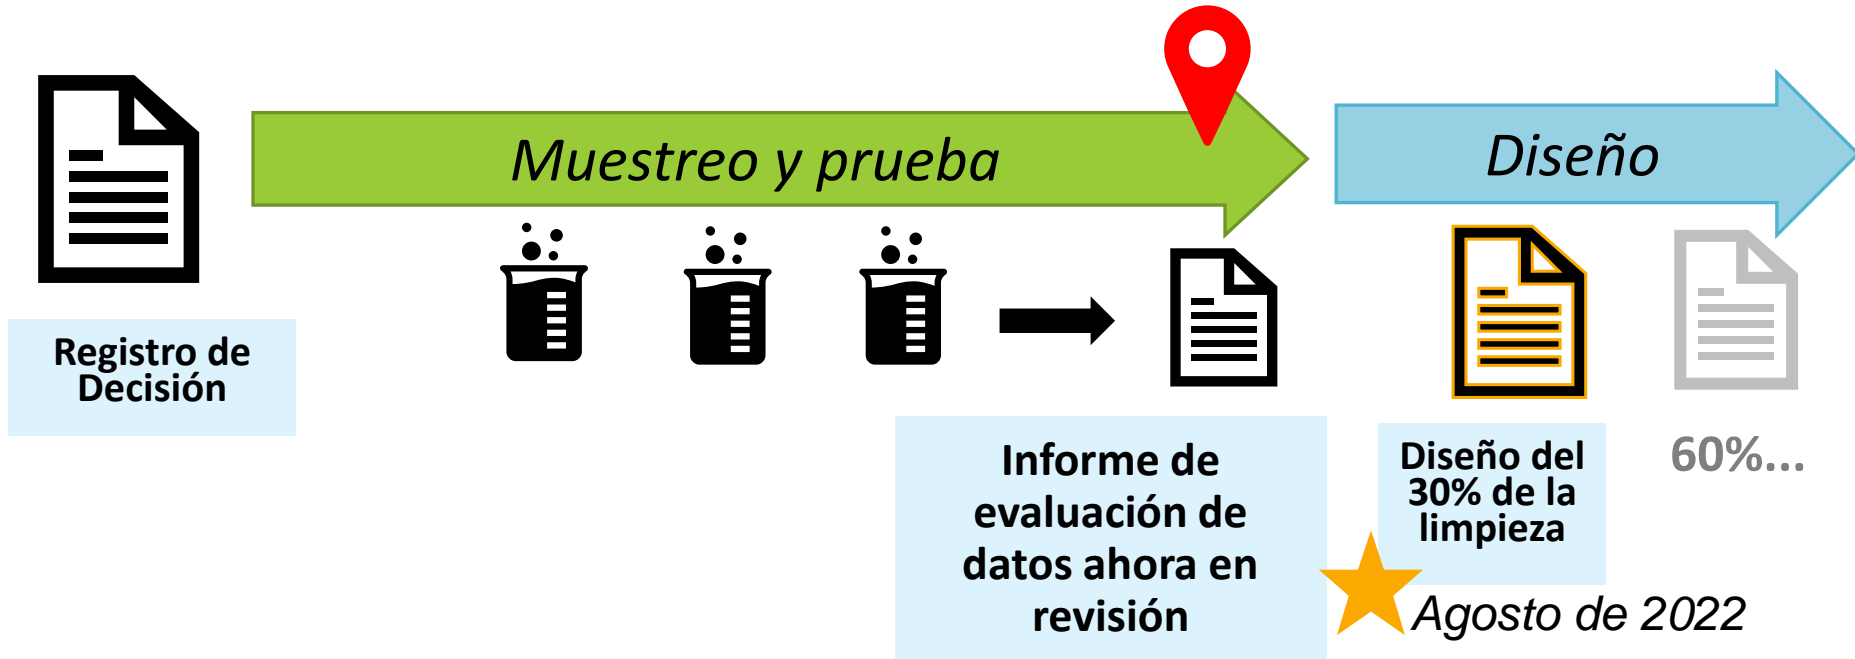 Muestreo y prueba
Diseño
Registro de
Decisión
Informe de
evaluación de
datos ahora en
revisión
Diseño del
30% de la
limpieza
60%...
Agosto de 2022